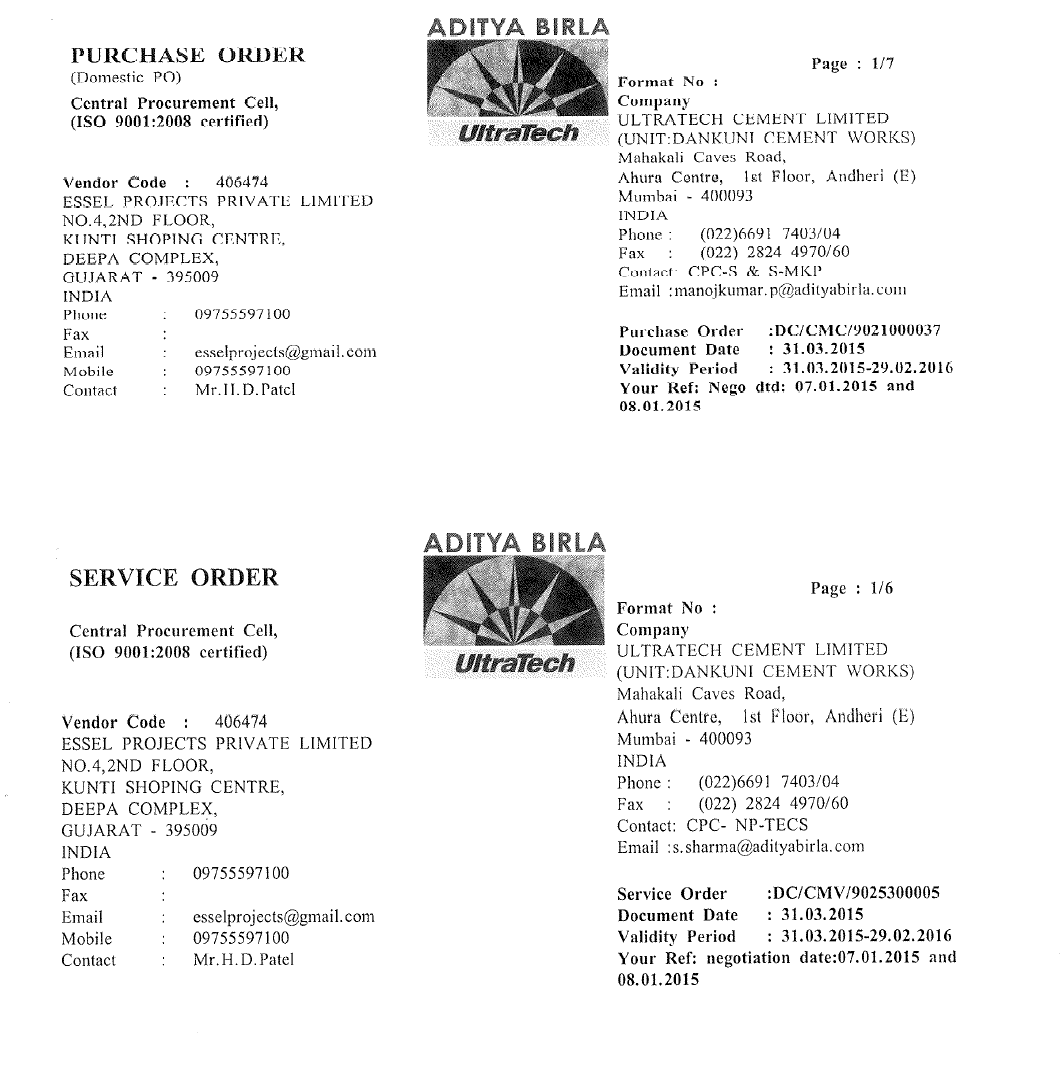 PURCHASE ORDER
(Domestic PO)
Central Procurement Cell,
(ISO 9001:2008 certified)
ADITYA BIRLA
UltraTech
Page : 1/7
Format No :
Company
ULTRATECH CEMENT LIMITED
(UNIT:DANKUNI CEMENT WORKS)
Mahakali Caves Road,
Ahura Centre, 1st Floor, Andheri (E)
Mumbai - 400093
INDIA
Phone : (022)6691 7403/04
Fax : (022) 2824 4970/60
Contact: CPC-S & S-MKP
Email :manojkumar.p@adityabirla.com
Vendor Code : 406474
ESSEL PROJECTS PRIVATE LIMITED
NO.4,2ND FLOOR,
KUNTI SHOPING CENTRE,
DEEPA COMPLEX,
GUJARAT - 395009
INDIA
Phone : 09755597100
Fax :
Email : esselprojects@gmail.com
Mobile : 09755597100
Contact : Mr.H.D.Patel
Purchase Order :DC/CMC/9021000037
Document Date : 31.03.2015
Validity Period : 31.03.2015-29.02.2016
Your Ref: Nego dtd: 07.01.2015 and
08.01.2015
SERVICE ORDER
Central Procurement Cell,
(ISO 9001:2008 certified)
ADITYA BIRLA
UltraTech
Page : 1/6
Format No :
Company
ULTRATECH CEMENT LIMITED
(UNIT:DANKUNI CEMENT WORKS)
Mahakali Caves Road,
Ahura Centre, 1st Floor, Andheri (E)
Mumbai - 400093
INDIA
Phone : (022)6691 7403/04
Fax : (022) 2824 4970/60
Contact: CPC- NP-TECS
Email :s.sharma@adityabirla.com
Vendor Code : 406474
ESSEL PROJECTS PRIVATE LIMITED
NO.4,2ND FLOOR,
KUNTI SHOPING CENTRE,
DEEPA COMPLEX,
GUJARAT - 395009
INDIA
Phone : 09755597100
Fax :
Email : esselprojects@gmail.com
Mobile : 09755597100
Contact : Mr.H.D.Patel
Service Order :DC/CMV/9025300005
Document Date : 31.03.2015
Validity Period : 31.03.2015-29.02.2016
Your Ref: negotiation date:07.01.2015 and
08.01.2015